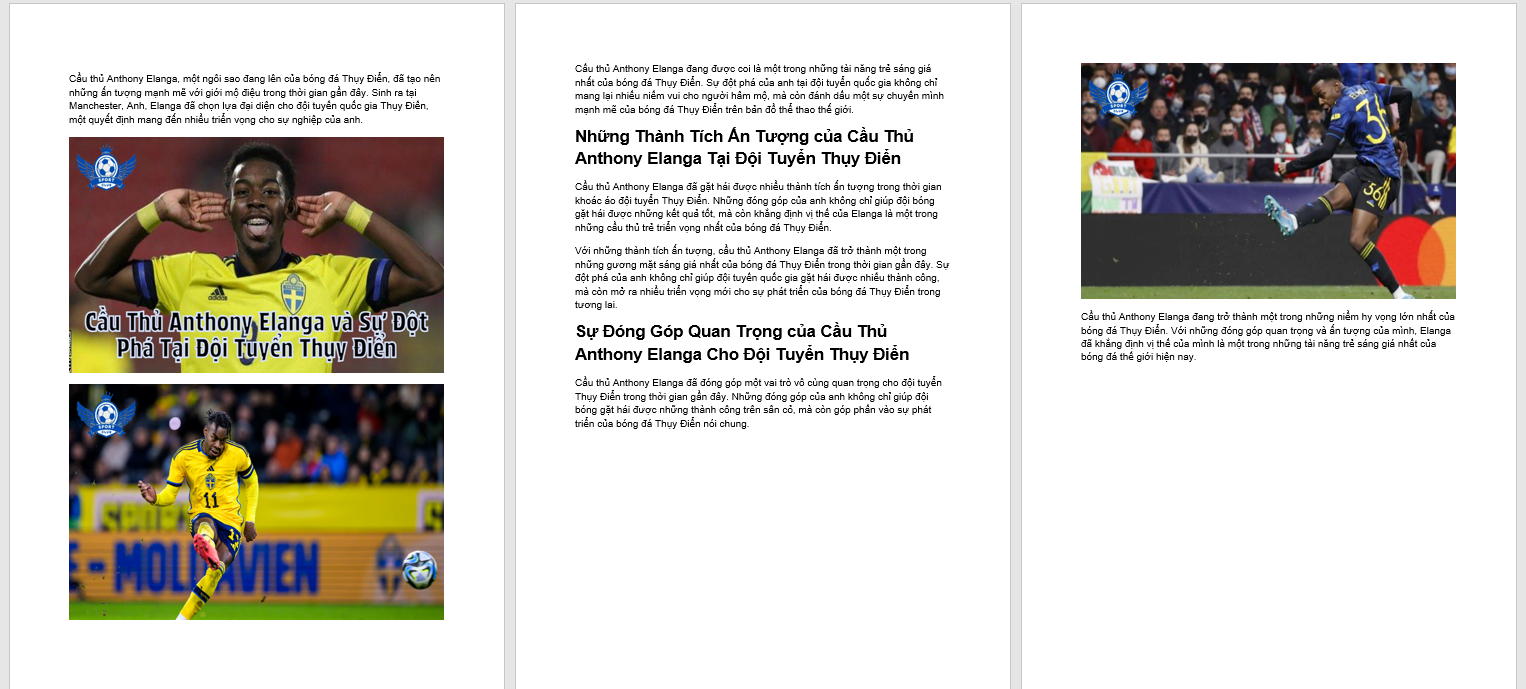 Cầu thủ Anthony Elanga, một ngôi sao đang lên của bóng đá Thụy Điển, đã tạo nên
những ấn tượng mạnh mẽ với giới mộ điệu trong thời gian gần đây. Sinh ra tại
Manchester, Anh, Elanga đã chọn lựa đại diện cho đội tuyển quốc gia Thụy Điển,
một quyết định mang đến nhiều triển vọng cho sự nghiệp của anh.
SPORT
CLUB
Cầu Thủ Anthony Elanga và Sự Đột
Phá Tại Đội Tuyển Thụy Điển
SPORT
CLUB
11
E - MOLDAVIEN
Cầu thủ Anthony Elanga đang được coi là một trong những tài năng trẻ sáng giá
nhất của bóng đá Thụy Điển. Sự đột phá của anh tại đội tuyển quốc gia không chỉ
mang lại nhiều niềm vui cho người hâm mộ, mà còn đánh dấu một sự chuyển mình
mạnh mẽ của bóng đá Thụy Điển trên bản đồ thể thao thế giới.
Những Thành Tích Ấn Tượng của Cầu Thủ
Anthony Elanga Tại Đội Tuyển Thụy Điển
Cầu thủ Anthony Elanga đã gặt hái được nhiều thành tích ấn tượng trong thời gian
khoác áo đội tuyển Thụy Điển. Những đóng góp của anh không chỉ giúp đội bóng
gặt hái được những kết quả tốt, mà còn khẳng định vị thế của Elanga là một trong
những cầu thủ trẻ triển vọng nhất của bóng đá Thụy Điển.
Với những thành tích ấn tượng, cầu thủ Anthony Elanga đã trở thành một trong
những gương mặt sáng giá nhất của bóng đá Thụy Điển trong thời gian gần đây. Sự
đột phá của anh không chỉ giúp đội tuyển quốc gia gặt hái được nhiều thành công,
mà còn mở ra nhiều triển vọng mới cho sự phát triển của bóng đá Thụy Điển trong
tương lai.
Sự Đóng Góp Quan Trọng của Cầu Thủ
Anthony Elanga Cho Đội Tuyển Thụy Điển
Cầu thủ Anthony Elanga đã đóng góp một vai trò vô cùng quan trọng cho đội tuyển
Thụy Điển trong thời gian gần đây. Những đóng góp của anh không chỉ giúp đội
bóng gặt hái được những thành công trên sân cỏ, mà còn góp phần vào sự phát
triển của bóng đá Thụy Điển nói chung.
SPORT
CLUB
36
36
Cầu thủ Anthony Elanga đang trở thành một trong những niềm hy vọng lớn nhất của
bóng đá Thụy Điển. Với những đóng góp quan trọng và ấn tượng của mình, Elanga
đã khẳng định vị thế của mình là một trong những tài năng trẻ sáng giá nhất của
bóng đá thế giới hiện nay.